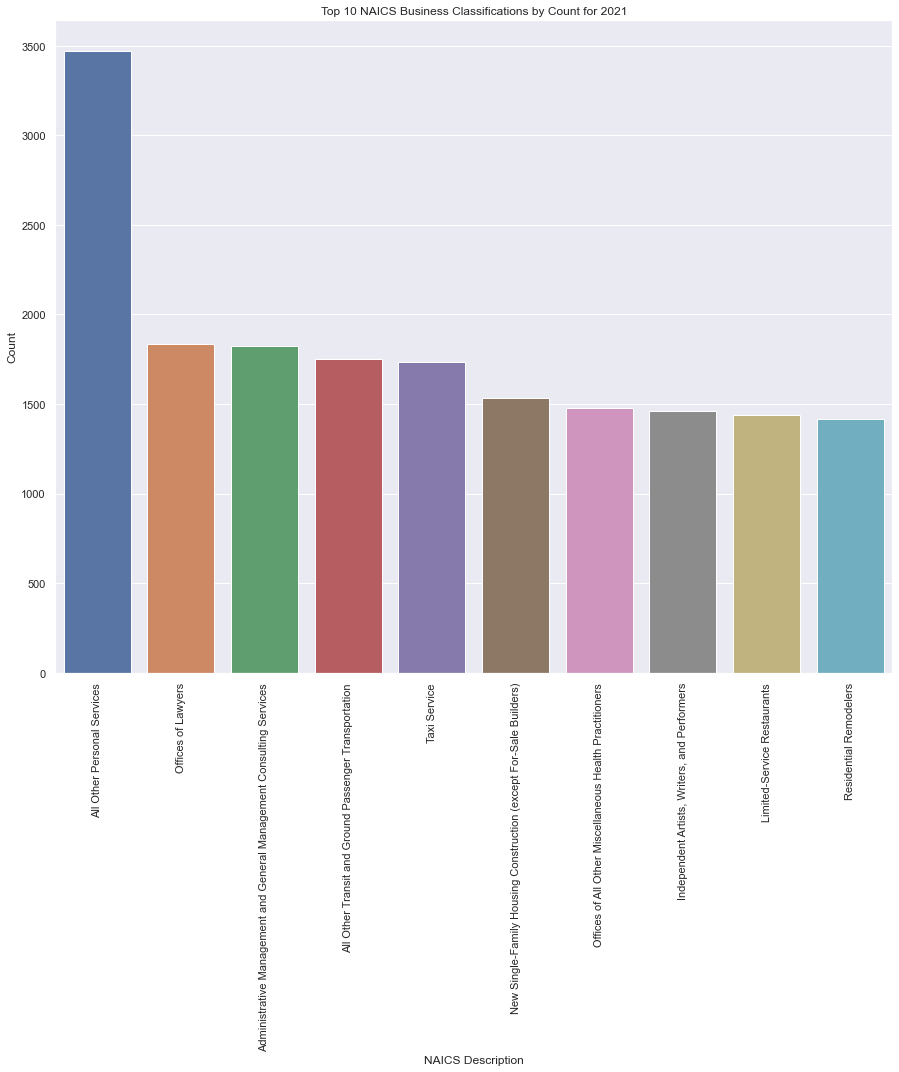 Top 10 NAICS Business Classifications by Count for 2021
3500
3000
2500
2000
1500
1000
500
0
Count
All Other Personal Services
Offices of Lawyers
Administrative Management and General Management Consulting Services
All Other Transit and Ground Passenger Transportation
Taxi Service
New Single-Family Housing Construction (except For-Sale Builders)
Offices of All Other Miscellaneous Health Practitioners
Independent Artists, Writers, and Performers
Limited-Service Restaurants
Residential Remodelers
NAICS Description